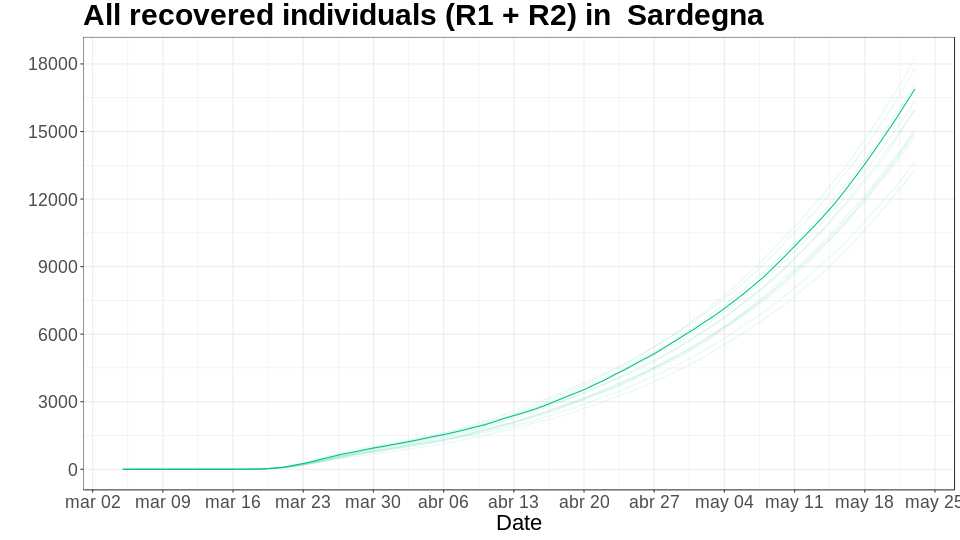 All recovered individuals (R1 + R2) in  Sardegna
18000
15000
12000
9000
6000
3000
0
mar 02 mar 09 mar 16 mar 23 mar 30 abr 06 abr 13 abr 20 abr 27 may 04 may 11 may 18 may 25
Date